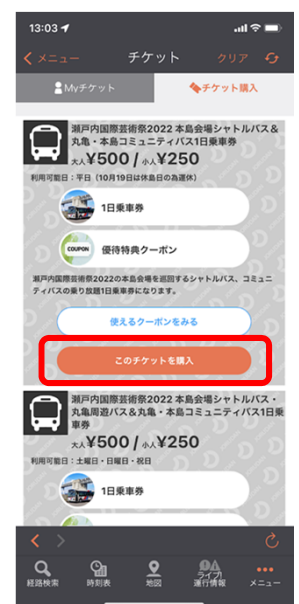 13:03
メニュー
チケット
クリア
Myチケット
チケット購入
瀬戸内国際芸術祭2022 本島会場シャトルバス&
丸亀・本島コミュニティバス1日乗車券
大人¥500 / 小人¥250
利用可能日：平日（10月19日は休島日の為運休）
1日乗車券
COUPON
優待特典クーポン
瀬戸内国際芸術祭2022の本島会場を巡回するシャトルバス、コミュニ
ティバスの乗り放題1日乗車券になります。
使えるクーポンをみる
このチケットを購入
瀬戸内国際芸術祭2022 本島会場シャトルバス・
丸亀周遊バス&丸亀・本島コミュニティバス1日乗
車券
大人¥500 / 小人¥250
利用可能日：土曜日・日曜日・祝日
1日乗車券
経路検索
時刻表
地図
ライブ!
運行情報
メニュー